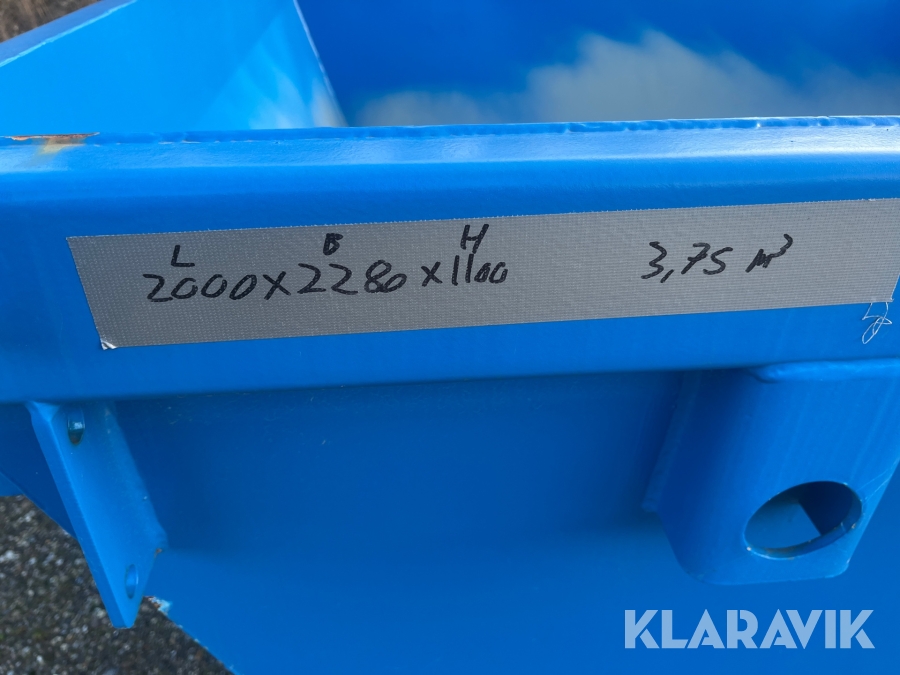 L B H
2000x2280x1100 3,75 m³
KLARAVIK